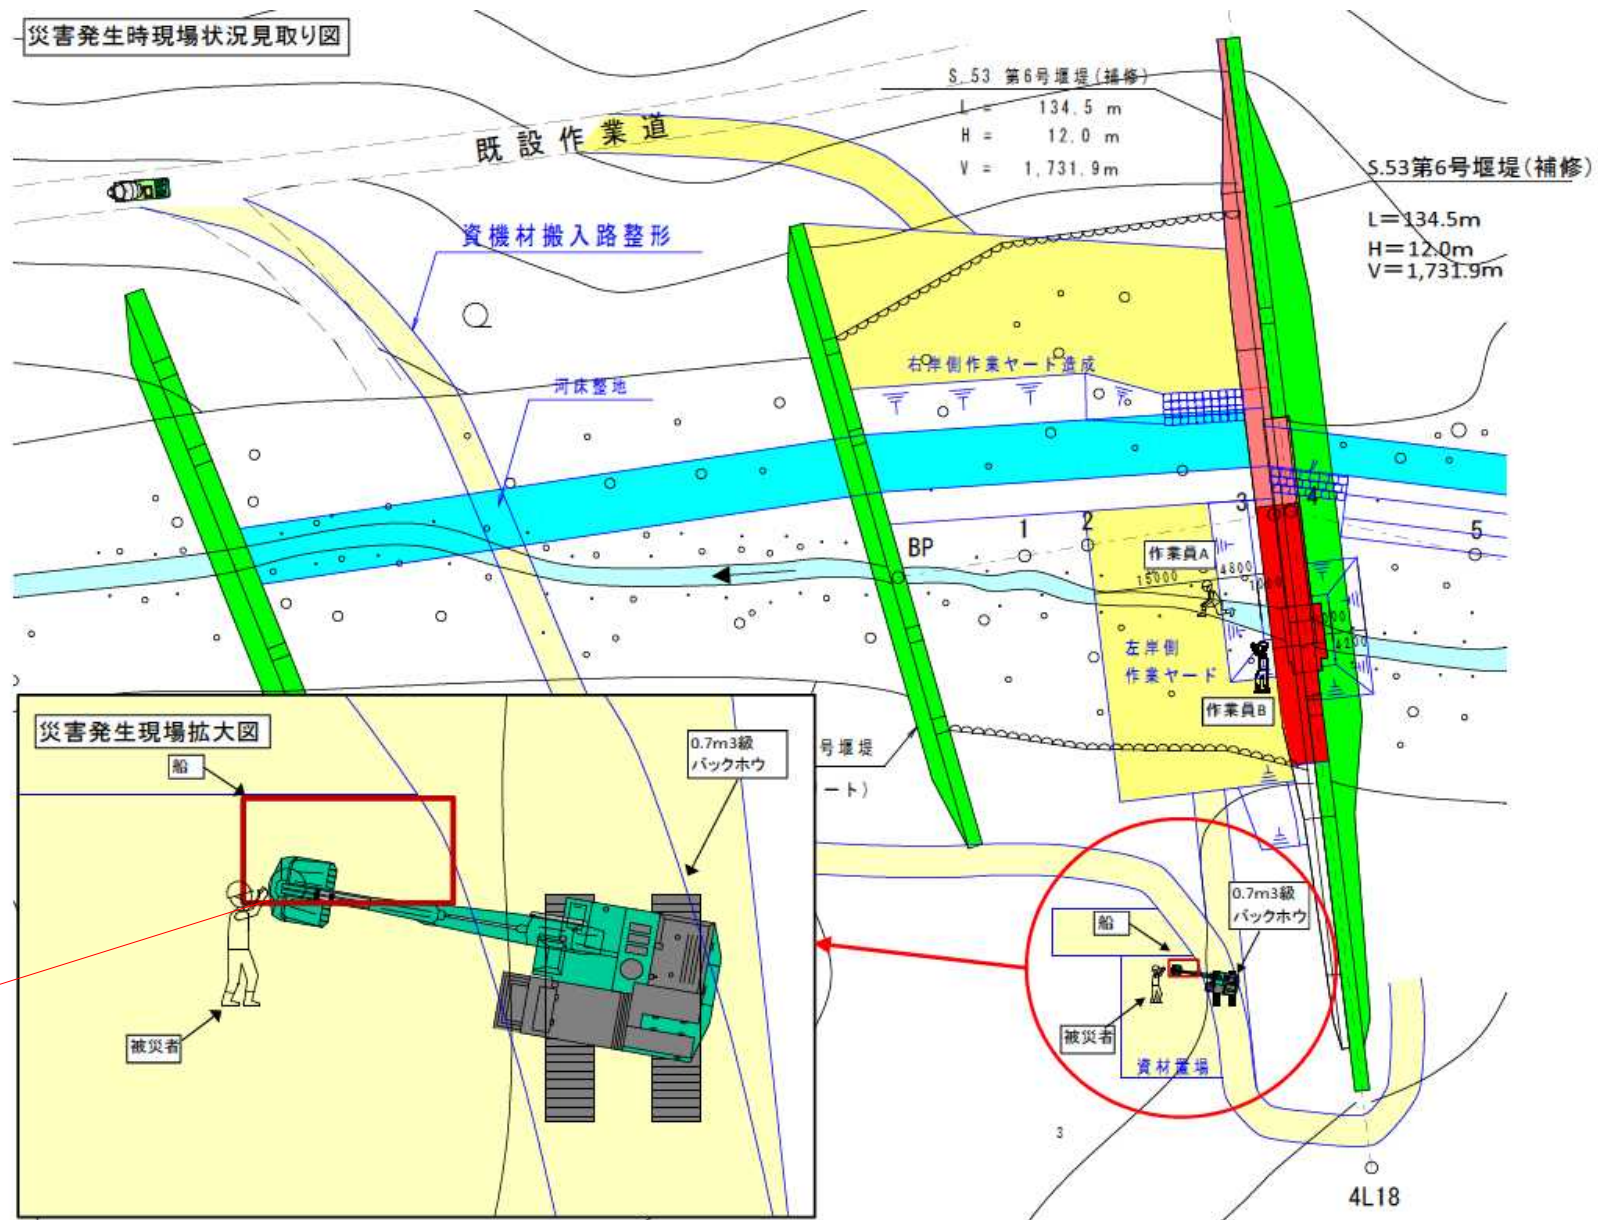 災害発生時現場状況見取り図
S.53 第6号堰堤(補修)
L = 134.5 m
H = 12.0 m
V = 1,731.9m
既設作業道
S.53第6号堰堤(補修)
L=134.5m
H=12.0m
V=1,731.9m
資機材搬入路整形
右岸側作業ヤード造成
河床整地
BP
1
2
3
4
5
作業員A
15000
4800
1000
4200
左岸側
作業ヤード
作業員B
災害発生現場拡大図
船
0.7m3級
バックホウ
号堰堤
ート)
被災者
船
0.7m3級
バックホウ
被災者
資材置場
3
4L18